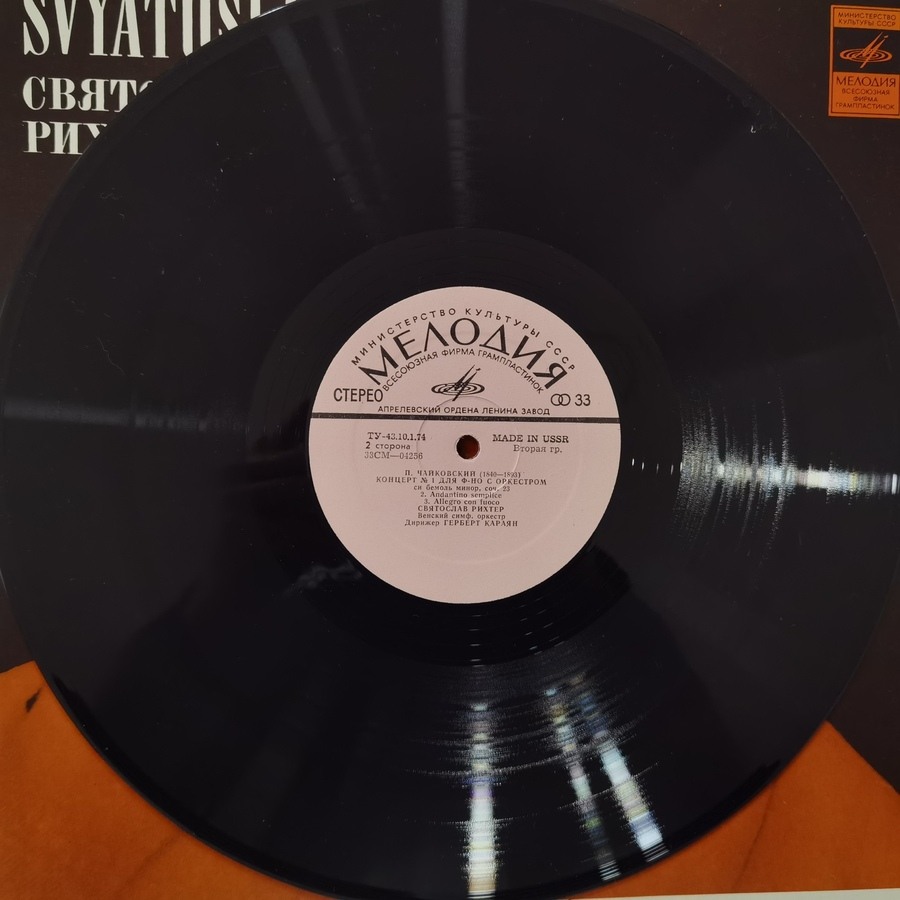 SVYATOS
СВЯТО
РИХ
МИНИСТЕРСТВО
КУЛЬТУРЫ СССР
МЕЛОДИЯ
ВСЕСОЮЗНАЯ
ФИРМА
ГРАМПЛАСТИНОК
МИНИСТЕРСТВО КУЛЬТУРЫ СССР
МЕЛОДИЯ
ВСЕСОЮЗНАЯ ФИРМА ГРАМПЛАСТИНОК
СТЕРЕО
33
АПРЕЛЕВСКИЙ ОРДЕНА ЛЕНИНА ЗАВОД
ТУ-43.10.1.74
MADE IN USSR
2 сторона
Вторая гр.
33СМ—04256
П. ЧАЙКОВСКИЙ (1840—1893)
КОНЦЕРТ № 1 ДЛЯ Ф-НО С ОРКЕСТРОМ
си бемоль минор, соч. 23
2. Andantino semplice
3. Allegro con fuoco
СВЯТОСЛАВ РИХТЕР
Венский симф. оркестр
Дирижер ГЕРБЕРТ КАРАЯН